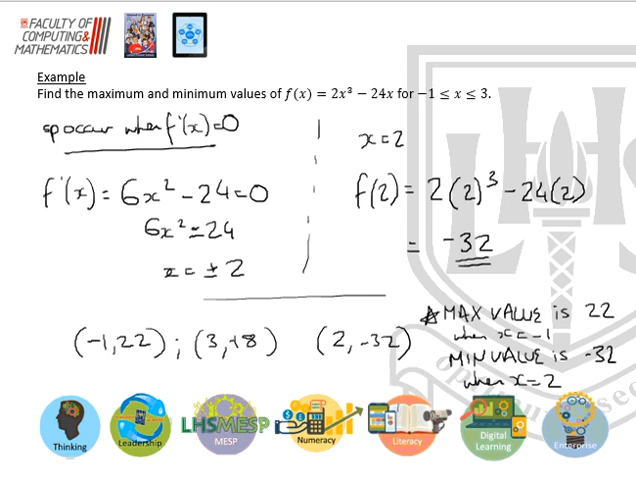 FACULTY OF
COMPUTING&
MATHEMATICS
Example
Find the maximum and minimum values of f(x) = 2x³ − 24x for −1 ≤ x ≤ 3.
sp occur when f'(x)=0
f'(x) = 6x² − 24 = 0
6x² = 24
x = ± 2
x = 2
f(2) = 2(2)³ − 24(2)
= −32
(−1,22) ; (3,−18) (2,−32)
MAX VALUE is 22
when x = −1
MIN VALUE is −32
when x = 2
Thinking
Leadership
LHSMESP
MESP
Numeracy
Literacy
Digital
Learning
Enterprise